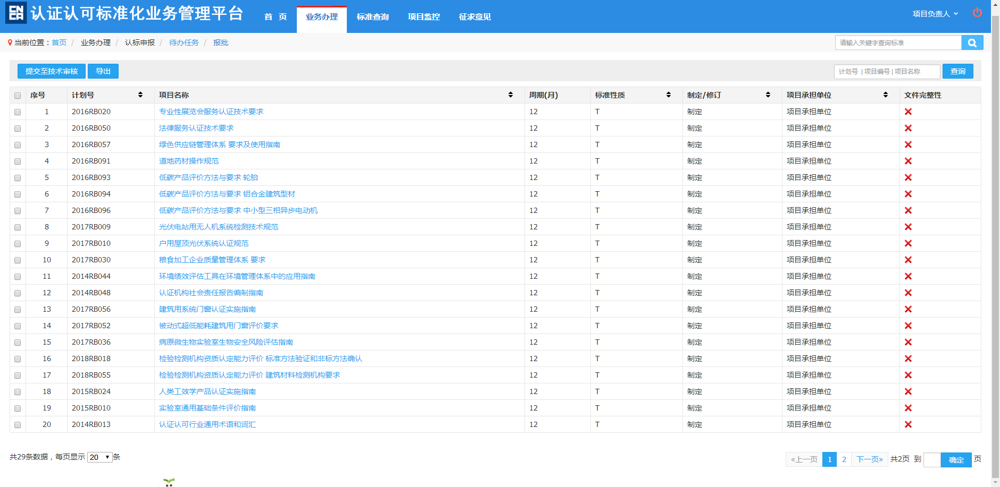 认证认可标准化业务管理平台 首 页 业务办理 标准查询 项目监控 征求意见 项目负责人
当前位置：首页 / 业务办理 / 认标申报 / 待办任务 / 报批 请输入关键字查询标准
提交至技术审核 导出 计划号 | 项目编号 | 项目名称 查询
序号 计划号 项目名称 周期(月) 标准性质 制定/修订 项目承担单位 文件完整性
1 2016RB020 专业性展览会服务认证技术要求 12 T 制定 项目承担单位
2 2016RB050 法律服务认证技术要求 12 T 制定 项目承担单位
3 2016RB057 绿色供应链管理体系 要求及使用指南 12 T 制定 项目承担单位
4 2016RB091 道地药材操作规范 12 T 制定 项目承担单位
5 2016RB093 低碳产品评价方法与要求 轮胎 12 T 制定 项目承担单位
6 2016RB094 低碳产品评价方法与要求 铝合金建筑型材 12 T 制定 项目承担单位
7 2016RB096 低碳产品评价方法与要求 中小型三相异步电动机 12 T 制定 项目承担单位
8 2017RB009 光伏电站用无人机系统检测技术规范 12 T 制定 项目承担单位
9 2017RB010 户用屋顶光伏系统认证规范 12 T 制定 项目承担单位
10 2017RB030 粮食加工企业质量管理体系 要求 12 T 制定 项目承担单位
11 2014RB044 环境绩效评估工具在环境管理体系中的应用指南 12 T 制定 项目承担单位
12 2014RB048 认证机构社会责任报告编制指南 12 T 制定 项目承担单位
13 2017RB056 建筑用系统门窗认证实施指南 12 T 制定 项目承担单位
14 2017RB052 被动式超低能耗建筑用门窗评价要求 12 T 制定 项目承担单位
15 2017RB036 病原微生物实验室生物安全风险评估指南 12 T 制定 项目承担单位
16 2018RB018 检验检测机构资质认定能力评价 标准方法验证和非标方法确认 12 T 制定 项目承担单位
17 2018RB055 检验检测机构资质认定能力评价 建筑材料检测机构要求 12 T 制定 项目承担单位
18 2015RB024 人类工效学产品认证实施指南 12 T 制定 项目承担单位
19 2015RB010 实验室通用基础条件评价指南 12 T 制定 项目承担单位
20 2014RB013 认证认可行业通用术语和词汇 12 T 制定 项目承担单位
共29条数据，每页显示 20 条 «上一页 1 2 下一页» 共2页 到 确定 页